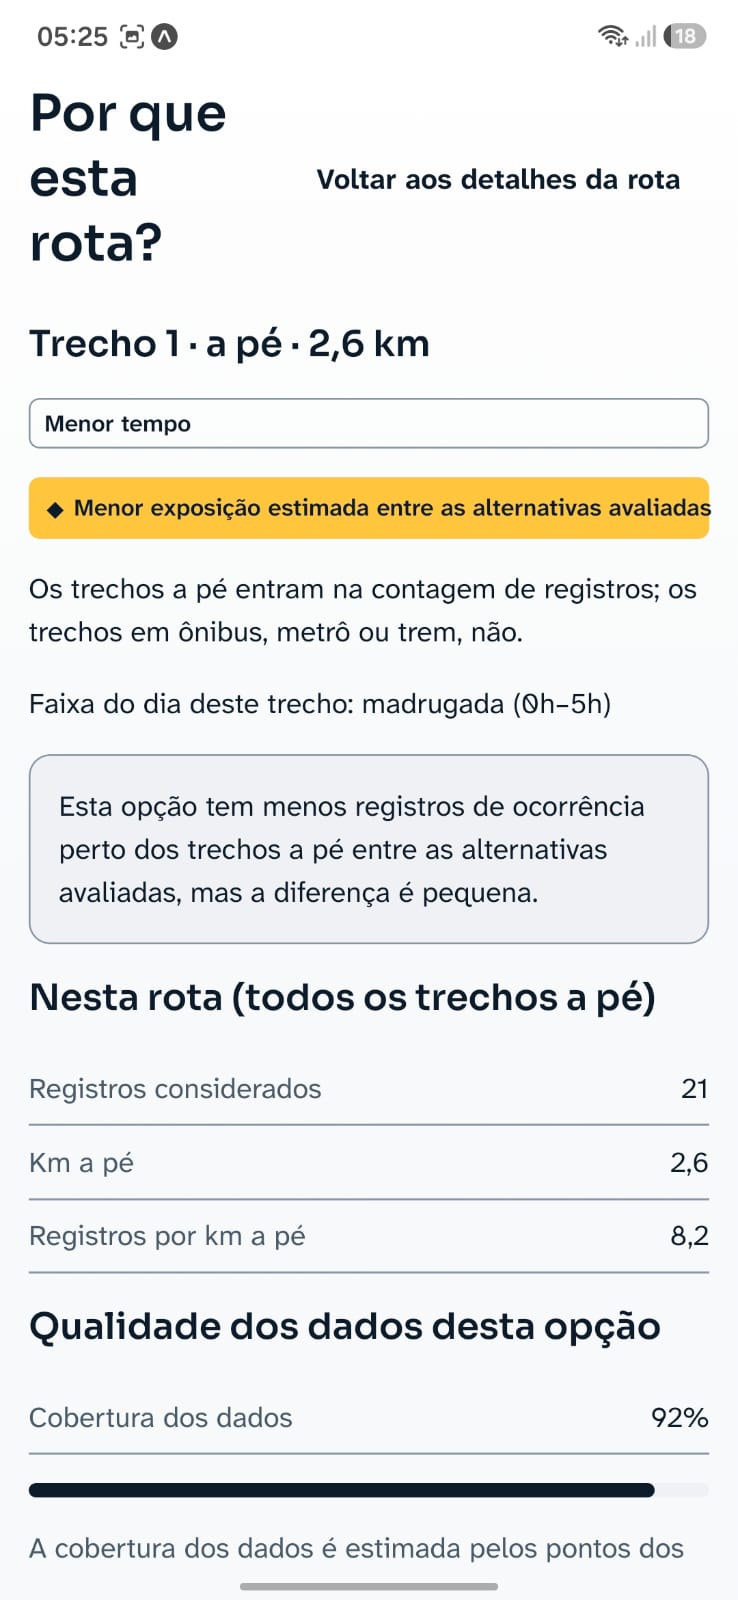 05:25
18
Por que
esta
rota?
Voltar aos detalhes da rota
Trecho 1 · a pé · 2,6 km
Menor tempo
◆ Menor exposição estimada entre as alternativas avaliadas
Os trechos a pé entram na contagem de registros; os
trechos em ônibus, metrô ou trem, não.
Faixa do dia deste trecho: madrugada (0h–5h)
Esta opção tem menos registros de ocorrência
perto dos trechos a pé entre as alternativas
avaliadas, mas a diferença é pequena.
Nesta rota (todos os trechos a pé)
Registros considerados 21
Km a pé 2,6
Registros por km a pé 8,2
Qualidade dos dados desta opção
Cobertura dos dados 92%
A cobertura dos dados é estimada pelos pontos dos